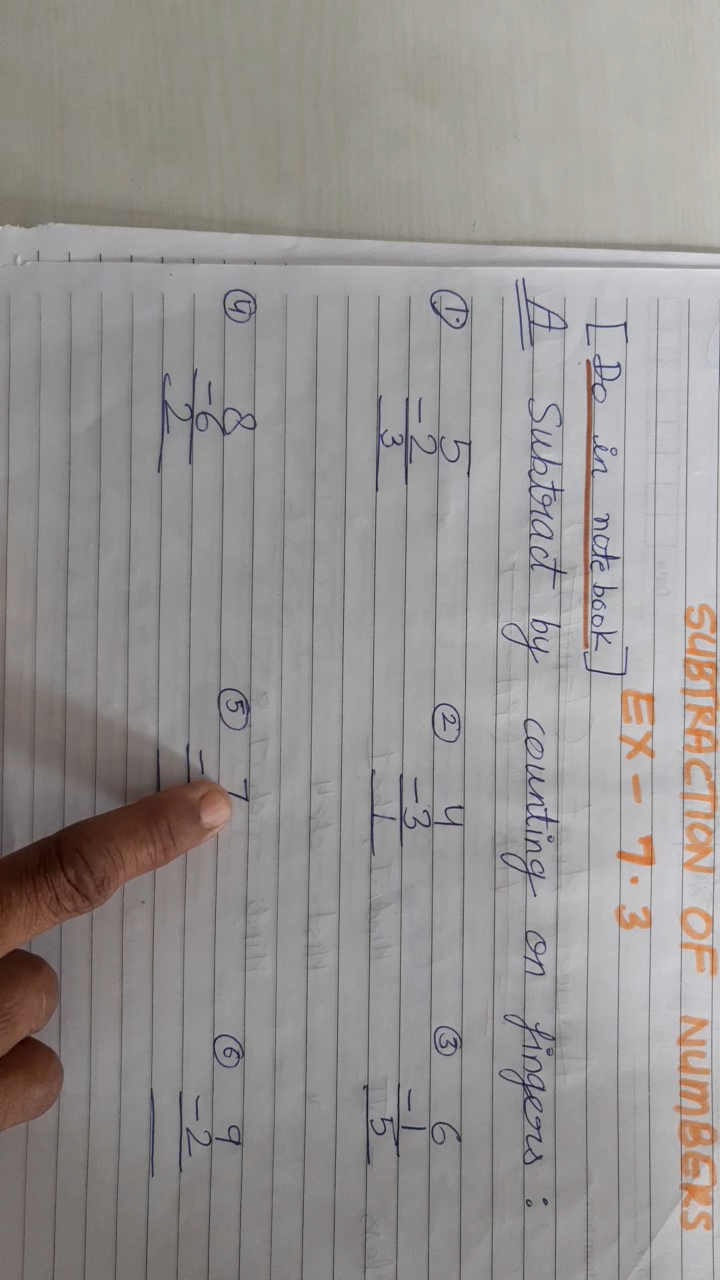 SUBTRACTION OF NUMBERS
EX - 7.3
[Do in note book]
A Subtract by counting on fingers :
① 5 ② 4 ③ 6
-2 -3 -1
3 1 5
④ 8 ⑤ 7 ⑥ 9
-6 - -2
2